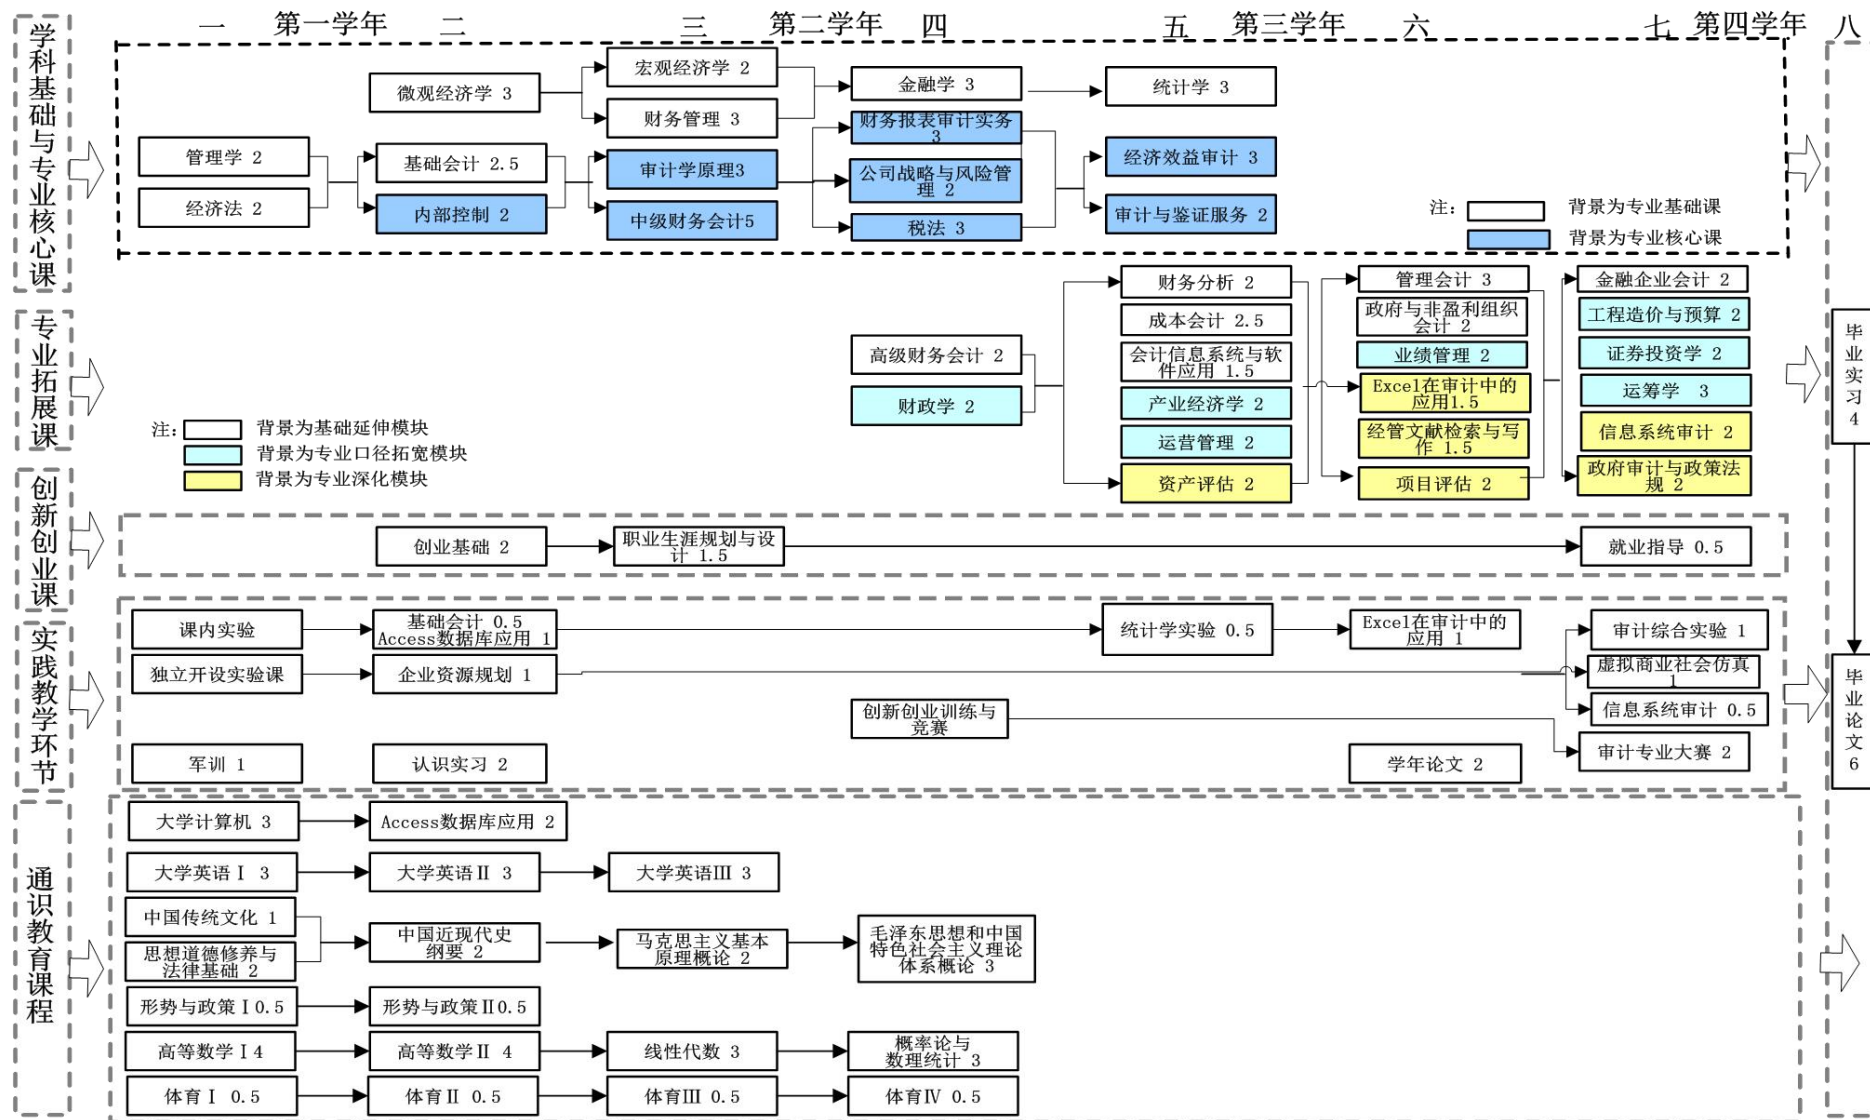 一 第一学年 二 三 第二学年 四 五 第三学年 六 七 第四学年 八
学科基础与专业核心课
微观经济学 3
宏观经济学 2
财务管理 3
金融学 3
统计学 3
管理学 2
经济法 2
基础会计 2.5
内部控制 2
审计学原理3
中级财务会计5
财务报表审计实务
3
公司战略与风险管
理 2
税法 3
经济效益审计 3
审计与鉴证服务 2
注:
背景为专业基础课
背景为专业核心课
专业拓展课
高级财务会计 2
财政学 2
财务分析 2
成本会计 2.5
会计信息系统与软
件应用 1.5
产业经济学 2
运营管理 2
资产评估 2
管理会计 3
政府与非盈利组织
会计 2
业绩管理 2
Excel在审计中的
应用1.5
经管文献检索与写
作 1.5
项目评估 2
金融企业会计 2
工程造价与预算 2
证券投资学 2
运筹学 3
信息系统审计 2
政府审计与政策法
规 2
注:
背景为基础延伸模块
背景为专业口径拓宽模块
背景为专业深化模块
毕业实习4
创新创业课
创业基础 2
职业生涯规划与设
计 1.5
就业指导 0.5
实践教学环节
课内实验
基础会计 0.5
Access数据库应用 1
统计学实验 0.5
Excel在审计中的
应用 1
审计综合实验 1
独立开设实验课
企业资源规划 1
虚拟商业社会仿真
1
信息系统审计 0.5
创新创业训练与
竞赛
审计专业大赛 2
军训 1
认识实习 2
学年论文 2
毕业论文6
通识教育课程
大学计算机 3
Access数据库应用 2
大学英语Ⅰ 3
大学英语Ⅱ 3
大学英语Ⅲ 3
中国传统文化 1
思想道德修养与
法律基础 2
中国近现代史
纲要 2
马克思主义基本
原理概论 2
毛泽东思想和中国
特色社会主义理论
体系概论 3
形势与政策Ⅰ0.5
形势与政策Ⅱ0.5
高等数学Ⅰ4
高等数学Ⅱ 4
线性代数 3
概率论与
数理统计 3
体育Ⅰ 0.5
体育Ⅱ 0.5
体育Ⅲ 0.5
体育Ⅳ 0.5